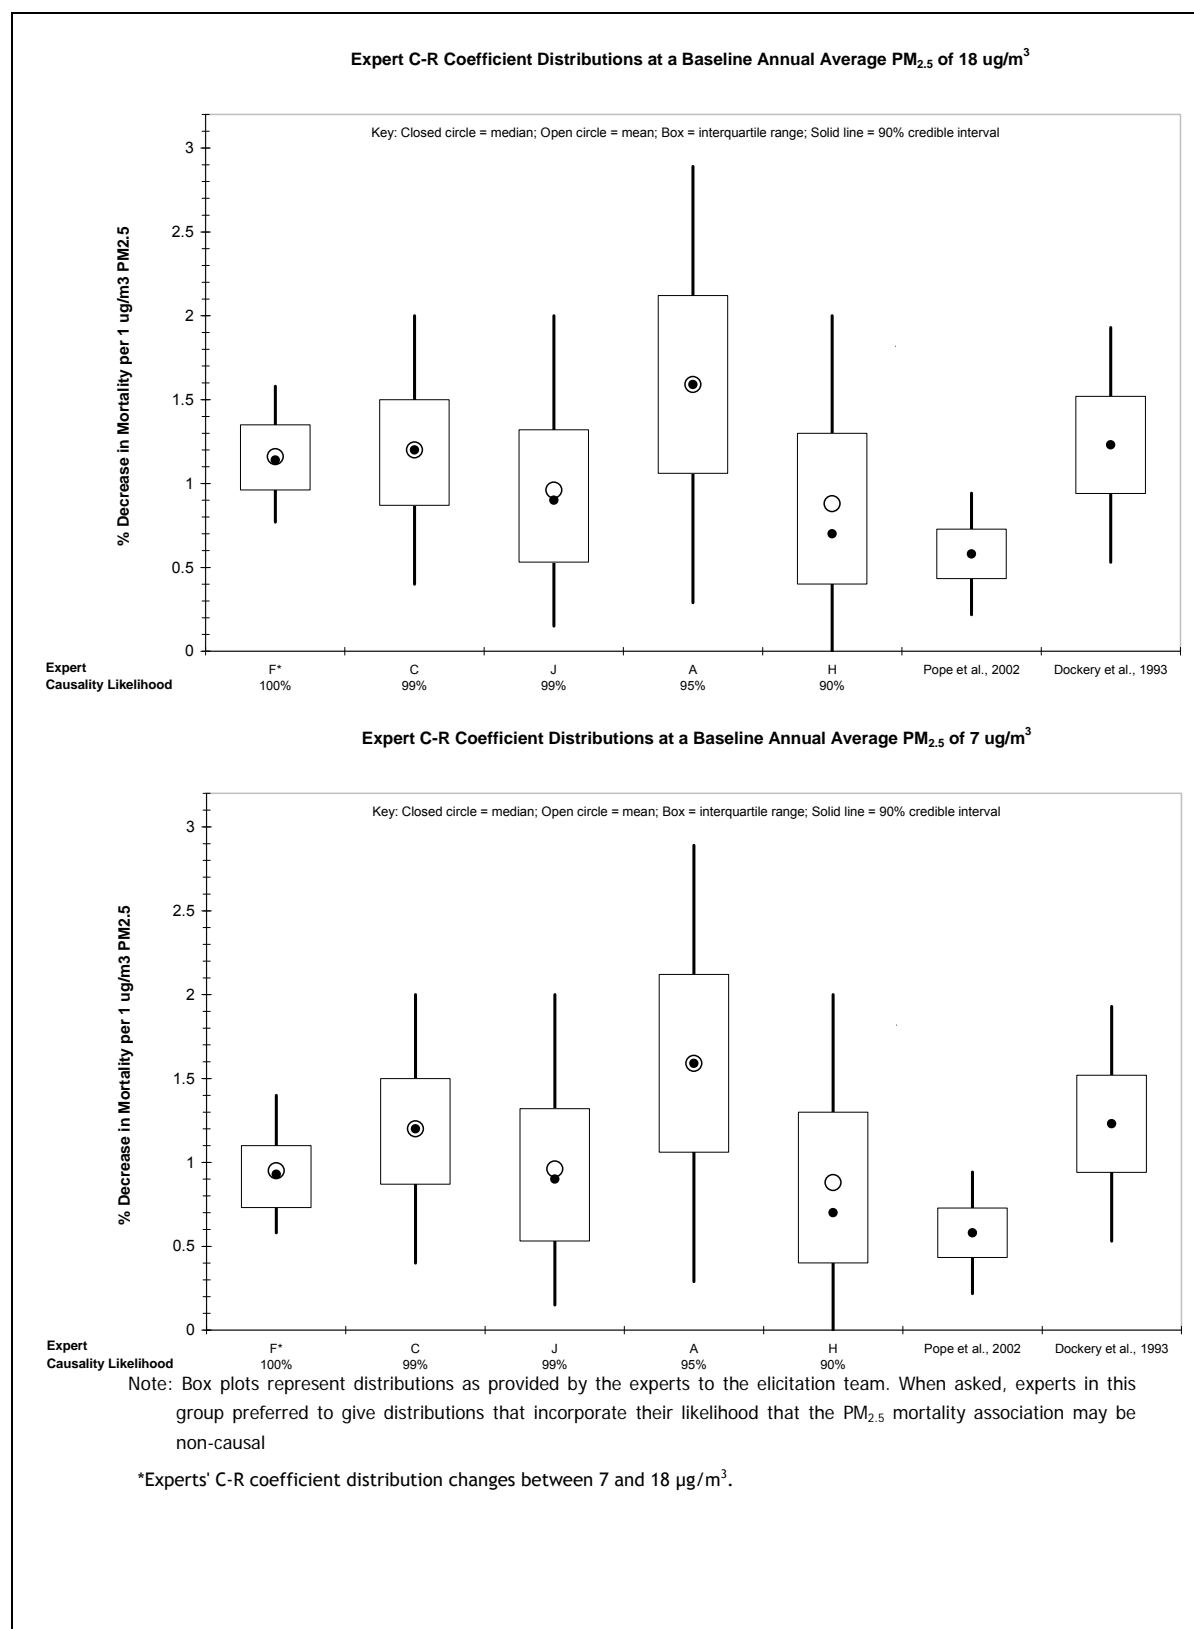 Expert C-R Coefficient Distributions at a Baseline Annual Average PM2.5 of 18 ug/m3
Key: Closed circle = median; Open circle = mean; Box = interquartile range; Solid line = 90% credible interval
% Decrease in Mortality per 1 ug/m3 PM2.5
3
2.5
2
1.5
1
0.5
0
Expert F* C J A H Pope et al., 2002 Dockery et al., 1993
Causality Likelihood 100% 99% 99% 95% 90%
Expert C-R Coefficient Distributions at a Baseline Annual Average PM2.5 of 7 ug/m3
Key: Closed circle = median; Open circle = mean; Box = interquartile range; Solid line = 90% credible interval
% Decrease in Mortality per 1 ug/m3 PM2.5
3
2.5
2
1.5
1
0.5
0
Expert F* C J A H Pope et al., 2002 Dockery et al., 1993
Causality Likelihood 100% 99% 99% 95% 90%
Note: Box plots represent distributions as provided by the experts to the elicitation team. When asked, experts in this
group preferred to give distributions that incorporate their likelihood that the PM2.5 mortality association may be
non-causal
*Experts' C-R coefficient distribution changes between 7 and 18 µg/m3.